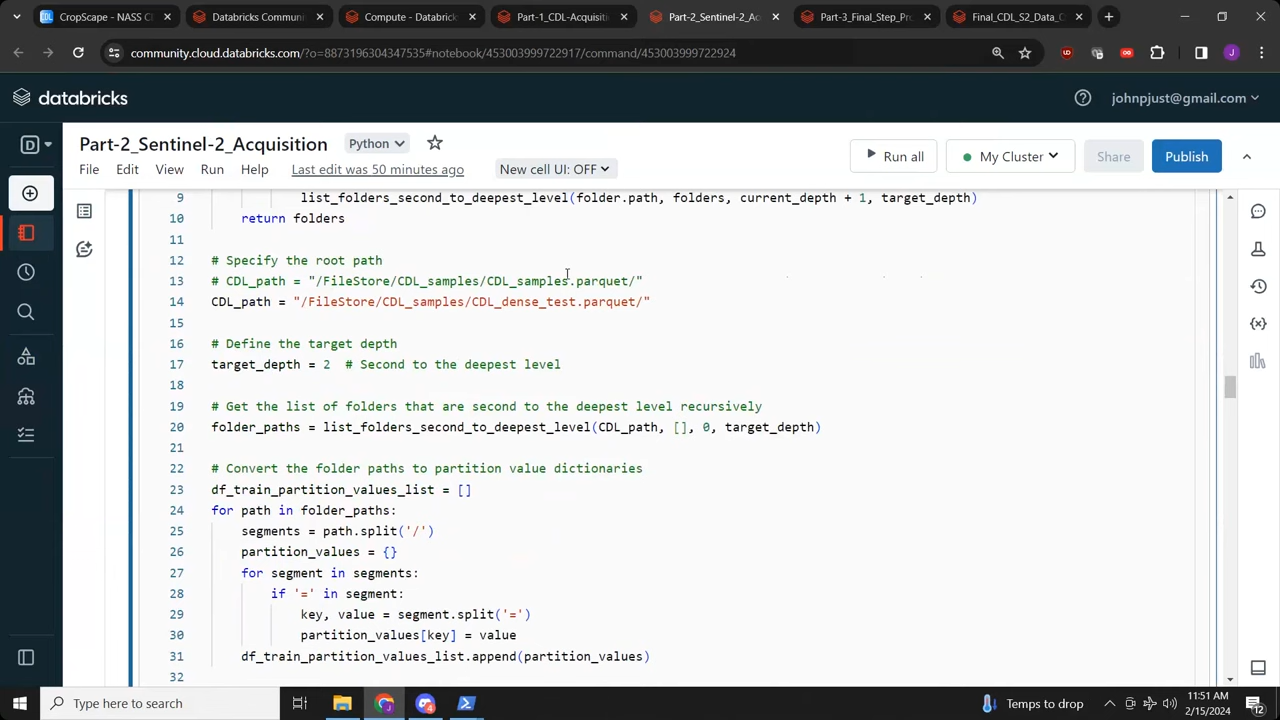 CropScape - NASS C
Databricks Communi
Compute - Databrick
Part-1_CDL-Acquisiti
Part-2_Sentinel-2_Ac
Part-3_Final_Step_Pr
Final_CDL_S2_Data_C
community.cloud.databricks.com/?o=8873196304347535#notebook/453003999722917/command/453003999722924
databricks
johnpjust@gmail.com
Part-2_Sentinel-2_Acquisition
Python
File Edit View Run Help Last edit was 50 minutes ago New cell UI: OFF
Run all My Cluster Share Publish
9 list_folders_second_to_deepest_level(folder.path, folders, current_depth + 1, target_depth)
10 return folders
11
12 # Specify the root path
13 # CDL_path = "/FileStore/CDL_samples/CDL_samples.parquet/"
14 CDL_path = "/FileStore/CDL_samples/CDL_dense_test.parquet/"
15
16 # Define the target depth
17 target_depth = 2 # Second to the deepest level
18
19 # Get the list of folders that are second to the deepest level recursively
20 folder_paths = list_folders_second_to_deepest_level(CDL_path, [], 0, target_depth)
21
22 # Convert the folder paths to partition value dictionaries
23 df_train_partition_values_list = []
24 for path in folder_paths:
25 segments = path.split('/')
26 partition_values = {}
27 for segment in segments:
28 if '=' in segment:
29 key, value = segment.split('=')
30 partition_values[key] = value
31 df_train_partition_values_list.append(partition_values)
32
Type here to search
Temps to drop
11:51 AM
2/15/2024